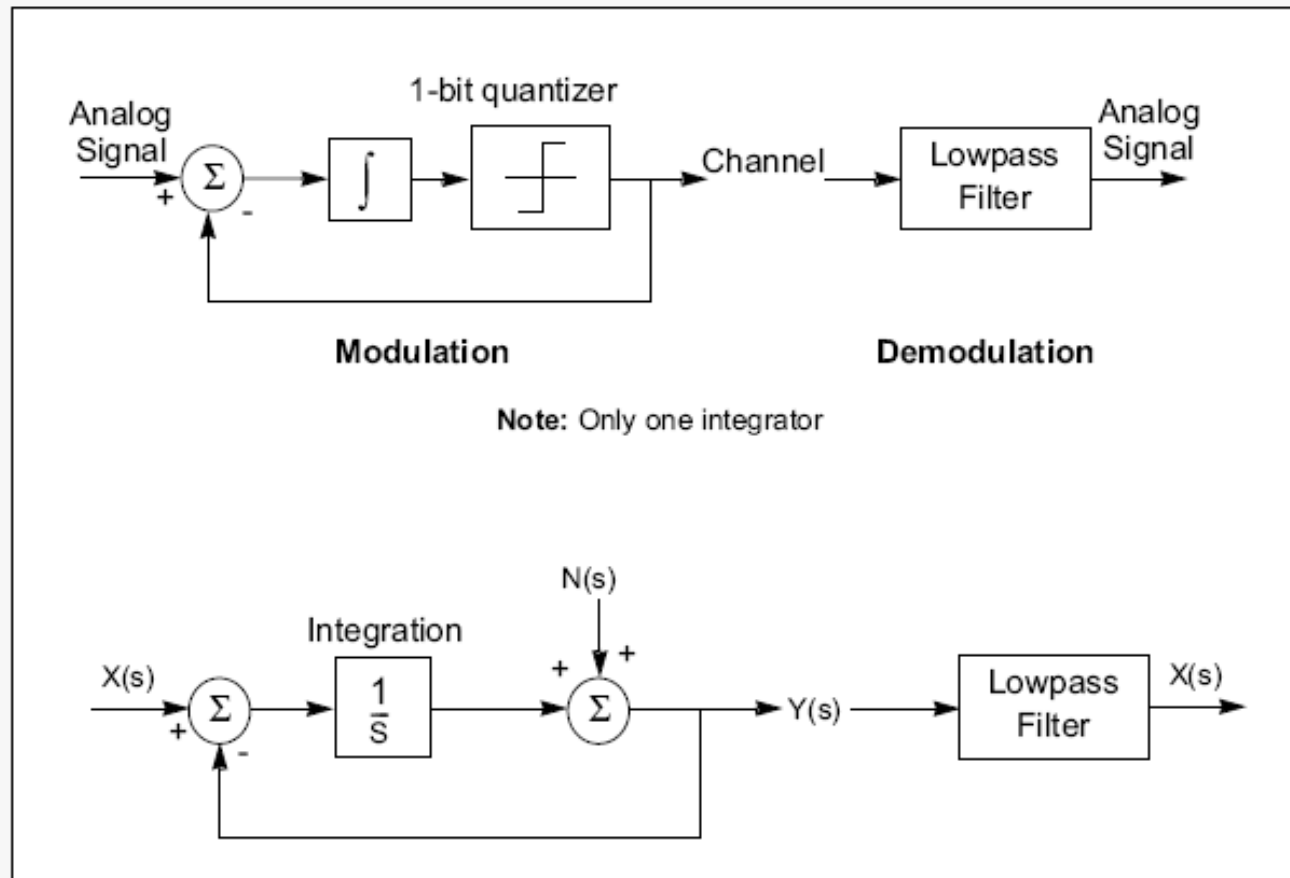 1-bit quantizer
Analog
Signal
Σ
+
-
∫
Channel
Lowpass
Filter
Analog
Signal
Modulation
Demodulation
Note: Only one integrator
N(s)
Integration
X(s)
Σ
+
-
1
s
+
+
Σ
Y(s)
Lowpass
Filter
X(s)